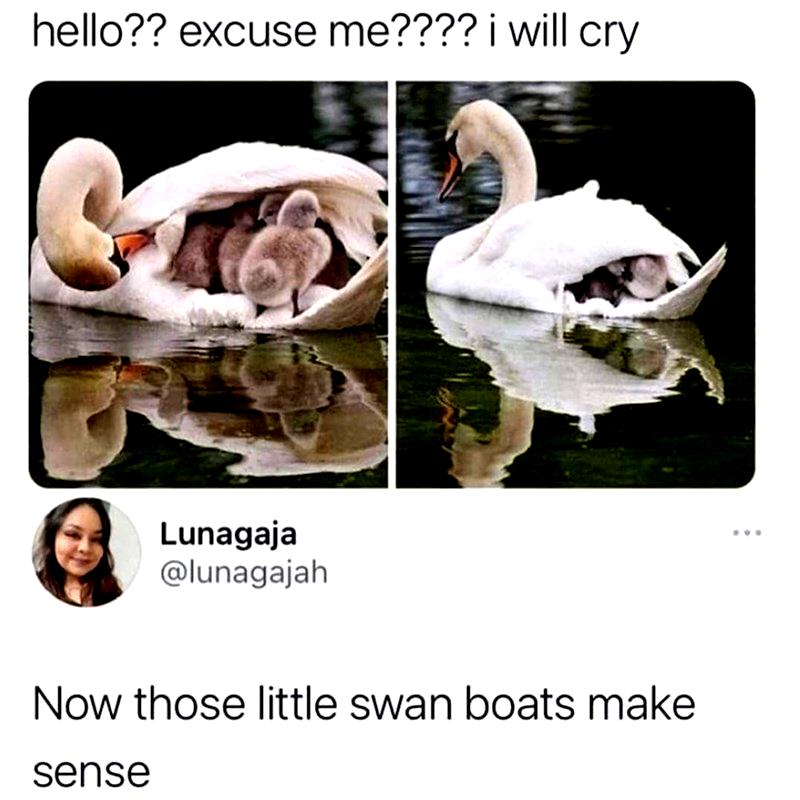 hello?? excuse me???? i will cry
Lunagaja
@lunagajah
Now those little swan boats make
sense